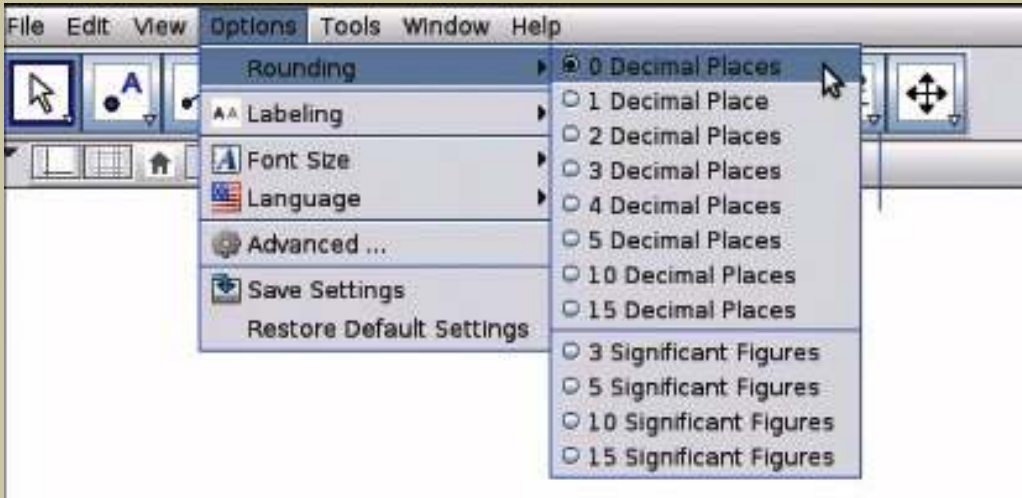 File Edit View Options Tools Window Help
A
Rounding
AA Labeling
A Font Size
Language
Advanced ...
Save Settings
Restore Default Settings
0 Decimal Places
1 Decimal Place
2 Decimal Places
3 Decimal Places
4 Decimal Places
5 Decimal Places
10 Decimal Places
15 Decimal Places
3 Significant Figures
5 Significant Figures
10 Significant Figures
15 Significant Figures